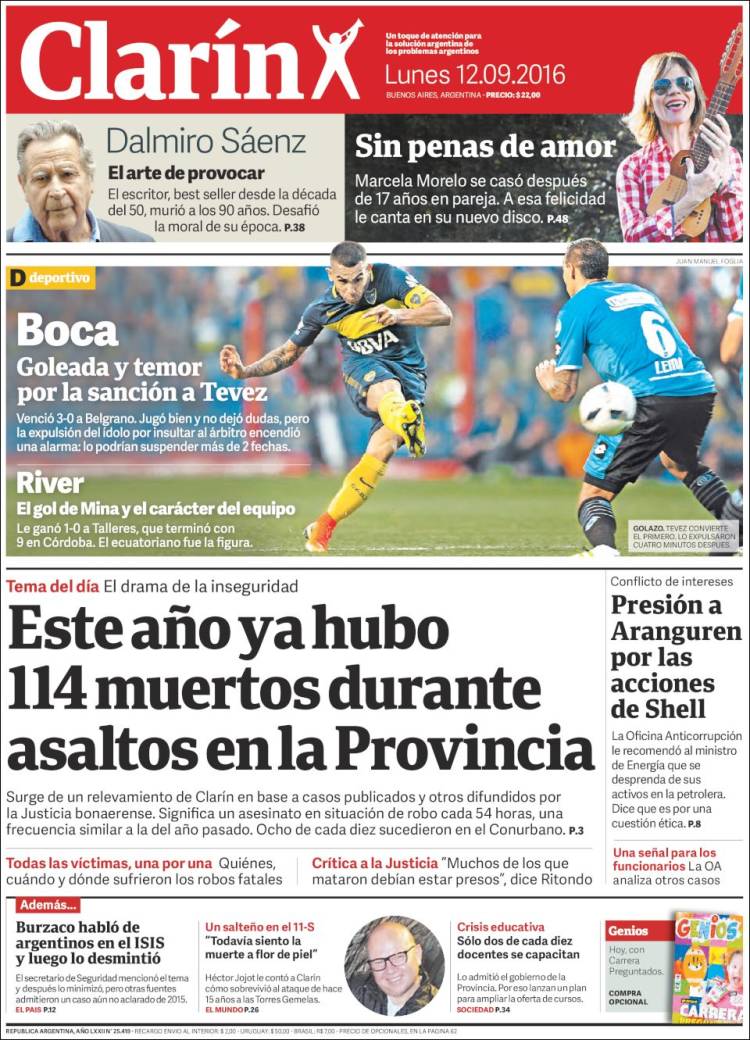 Clarín
Un toque de atención para
la solución argentina de
los problemas argentinos
Lunes 12.09.2016
BUENOS AIRES, ARGENTINA - PRECIO: $ 22,00
Dalmiro Sáenz
El arte de provocar
El escritor, best seller desde la década
del 50, murió a los 90 años. Desafió
la moral de su época. P.38
Sin penas de amor
Marcela Morelo se casó después
de 17 años en pareja. A esa felicidad
le canta en su nuevo disco. P.48
JUAN MANUEL FOGLIA
D deportivo
Boca
Goleada y temor
por la sanción a Tevez
Venció 3-0 a Belgrano. Jugó bien y no dejó dudas, pero
la expulsión del ídolo por insultar al árbitro encendió
una alarma: lo podrían suspender más de 2 fechas.
River
El gol de Mina y el carácter del equipo
Le ganó 1-0 a Talleres, que terminó con
9 en Córdoba. El ecuatoriano fue la figura.
BBVA
6
LEMA
GOLAZO. TEVEZ CONVIERTE
EL PRIMERO. LO EXPULSARON
CUATRO MINUTOS DESPUÉS.
Tema del día El drama de la inseguridad
Este año ya hubo
114 muertos durante
asaltos en la Provincia
Surge de un relevamiento de Clarín en base a casos publicados y otros difundidos por
la Justicia bonaerense. Significa un asesinato en situación de robo cada 54 horas, una
frecuencia similar a la del año pasado. Ocho de cada diez sucedieron en el Conurbano. P.3
Todas las víctimas, una por una Quiénes,
cuándo y dónde sufrieron los robos fatales
Crítica a la Justicia "Muchos de los que
mataron debían estar presos", dice Ritondo
Conflicto de intereses
Presión a
Aranguren
por las
acciones
de Shell
La Oficina Anticorrupción
le recomendó al ministro
de Energía que se
desprenda de sus
activos en la petrolera.
Dice que es por una
cuestión ética. P.8
Una señal para los
funcionarios La OA
analiza otros casos
Además...
Burzaco habló de
argentinos en el ISIS
y luego lo desmintió
El secretario de Seguridad mencionó el tema
y después lo minimizó, pero otras fuentes
admitieron un caso aún no aclarado de 2015.
EL PAIS P.12
Un salteño en el 11-S
"Todavía siento la
muerte a flor de piel"
Héctor Jojot le contó a Clarín
cómo sobrevivió al ataque de hace
15 años a las Torres Gemelas.
EL MUNDO P.26
Crisis educativa
Sólo dos de cada diez
docentes se capacitan
Lo admitió el gobierno de la
Provincia. Por eso lanzan un plan
para ampliar la oferta de cursos.
SOCIEDAD P.34
Genios
Hoy, con
Carrera
Preguntados.
COMPRA
OPCIONAL
GENiOS
CARRERA
REPUBLICA ARGENTINA, AÑO LXXII Nº 25.419 - RECARGO ENVIO AL INTERIOR: $ 2,00 - URUGUAY: $ 50,00 - BRASIL: R$ 7,00 - PRECIO DE OPCIONALES, EN LA PAGINA 62